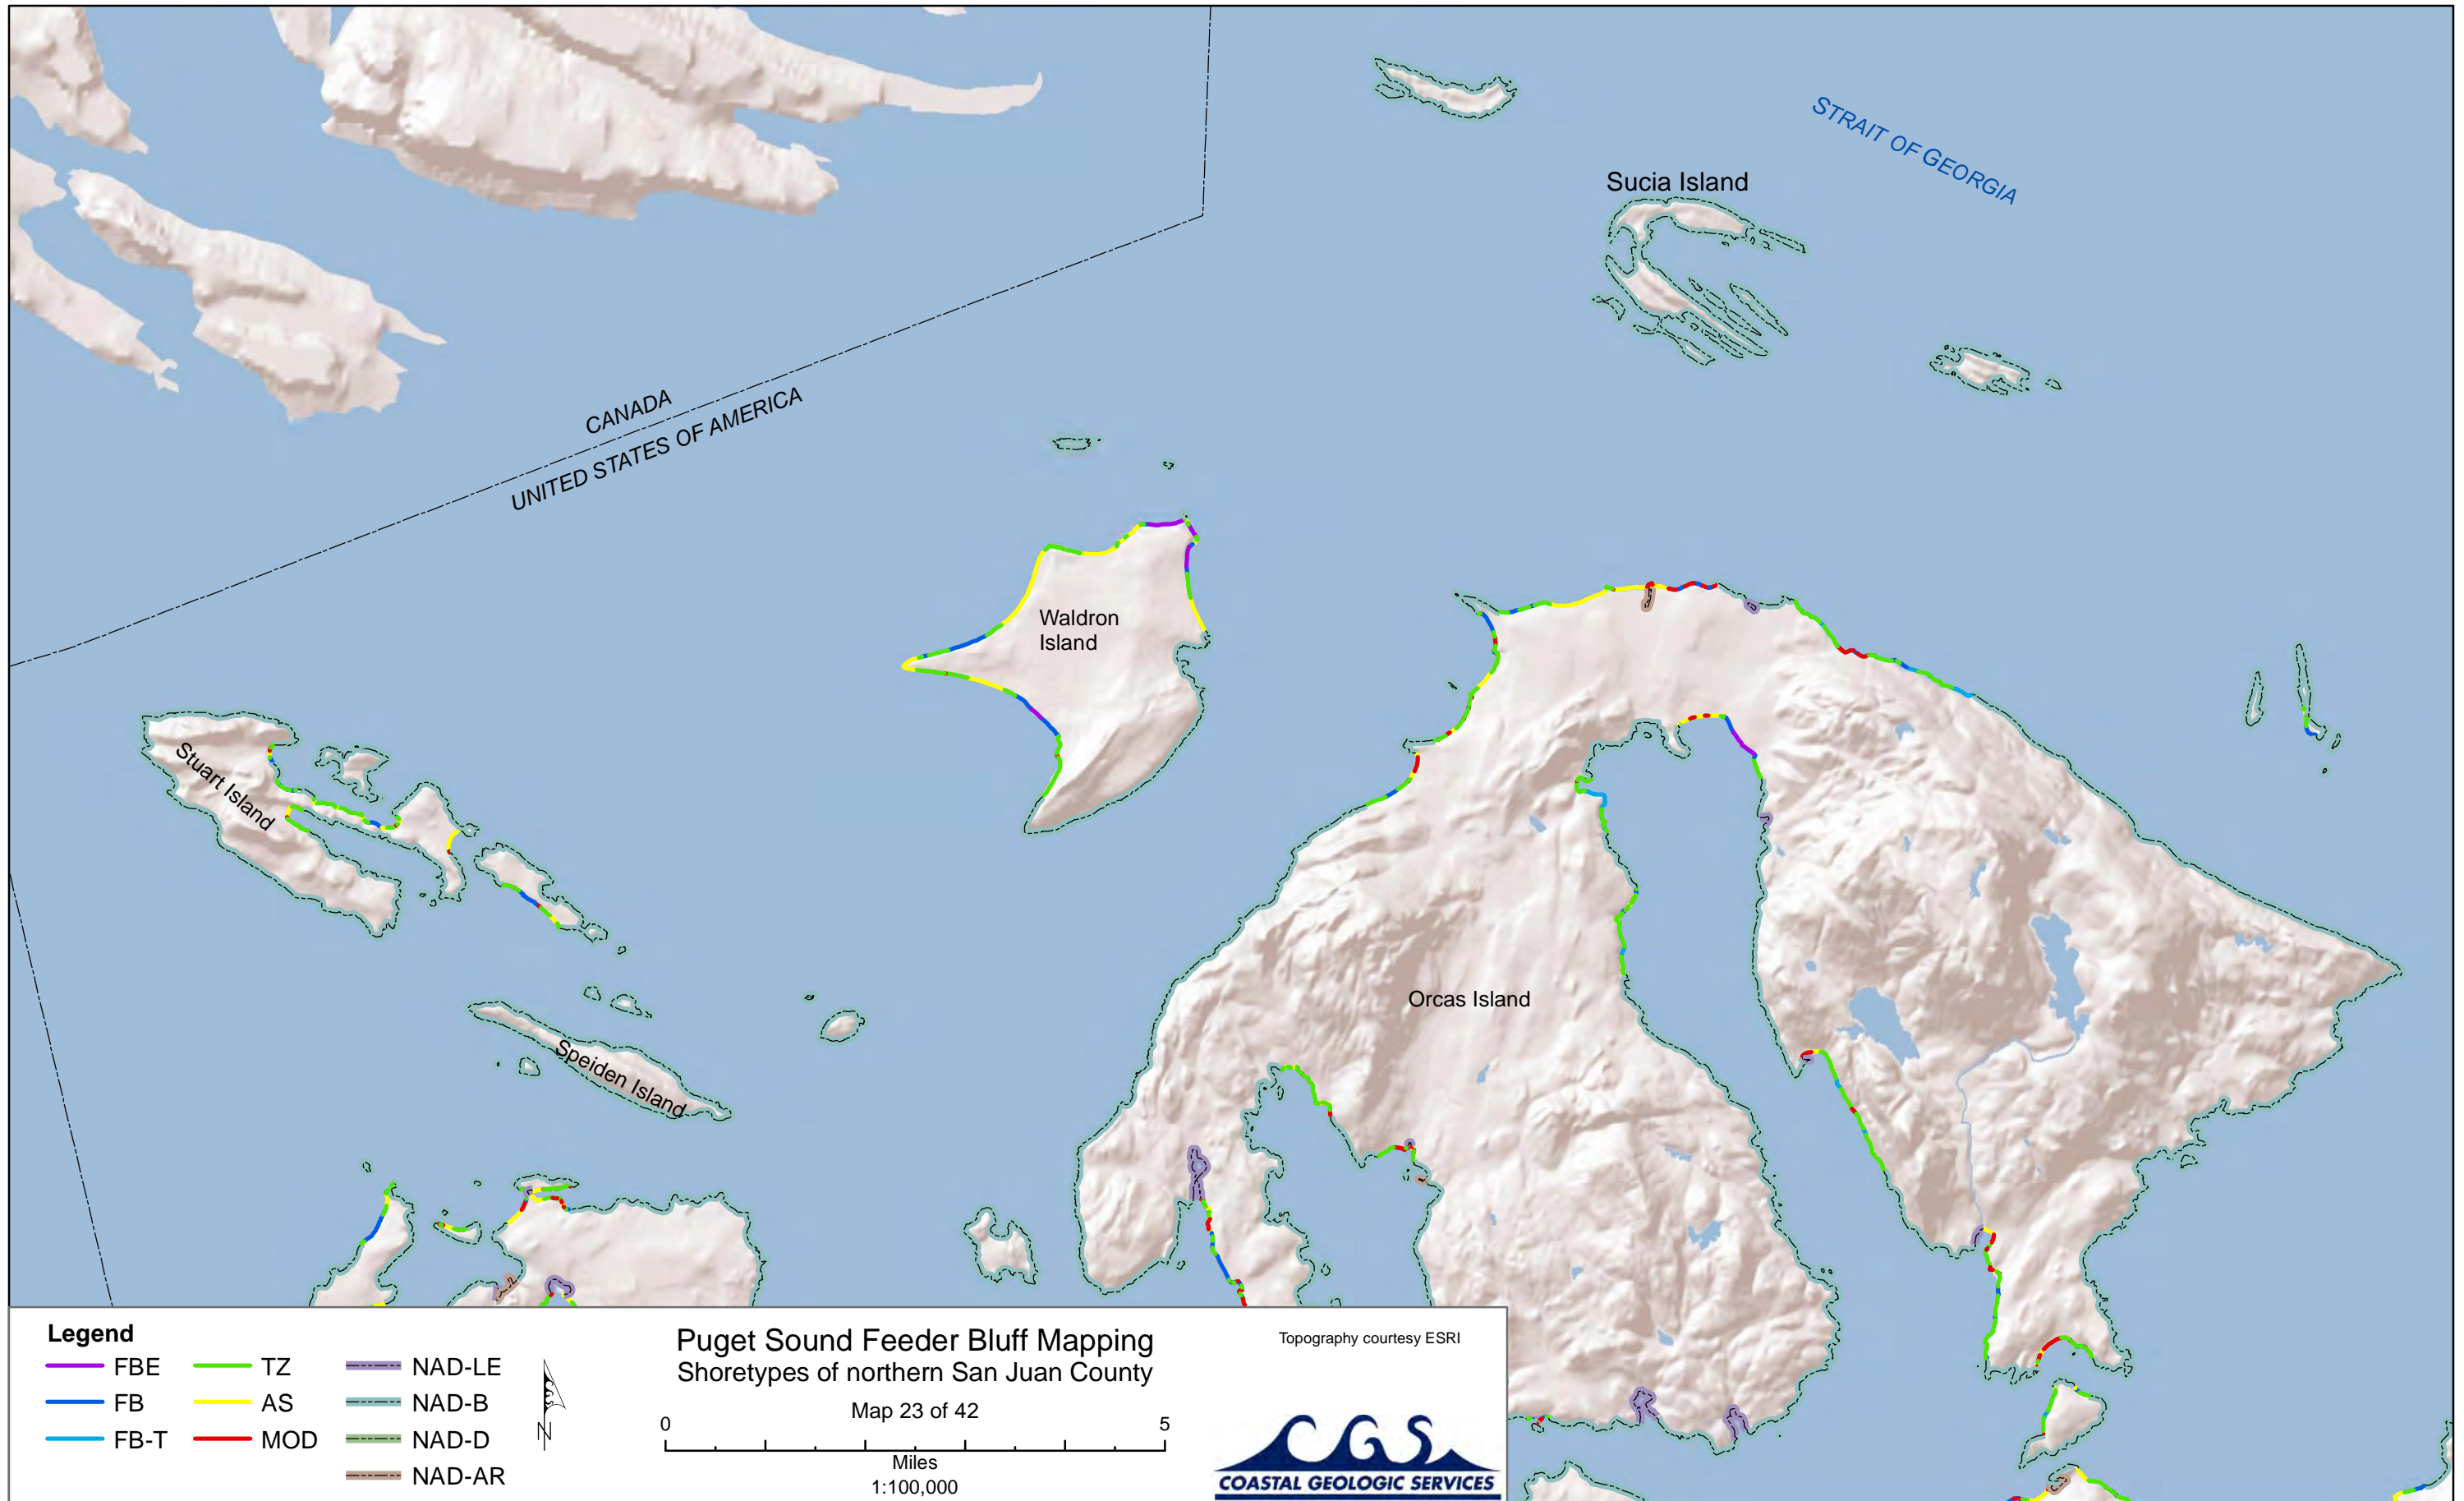 STRAIT OF GEORGIA
Sucia Island
CANADA
UNITED STATES OF AMERICA
Waldron
Island
Stuart Island
Orcas Island
Speiden Island
Legend
FBE
FB
FB-T
TZ
AS
MOD
NAD-LE
NAD-B
NAD-D
NAD-AR
N
Puget Sound Feeder Bluff Mapping
Shoretypes of northern San Juan County
Map 23 of 42
0 5
Miles
1:100,000
Topography courtesy ESRI
CGS
COASTAL GEOLOGIC SERVICES